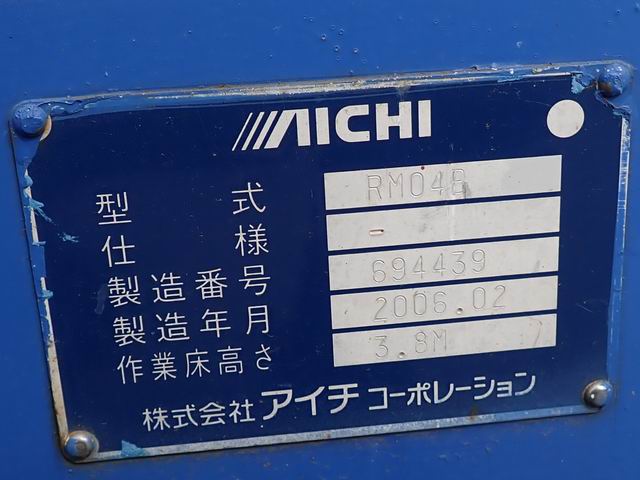 AICHI
型式 RM04B
仕様 -
製造番号 694439
製造年月 2006.02
作業床高さ 3.8M
株式会社 アイチ コーポレーション